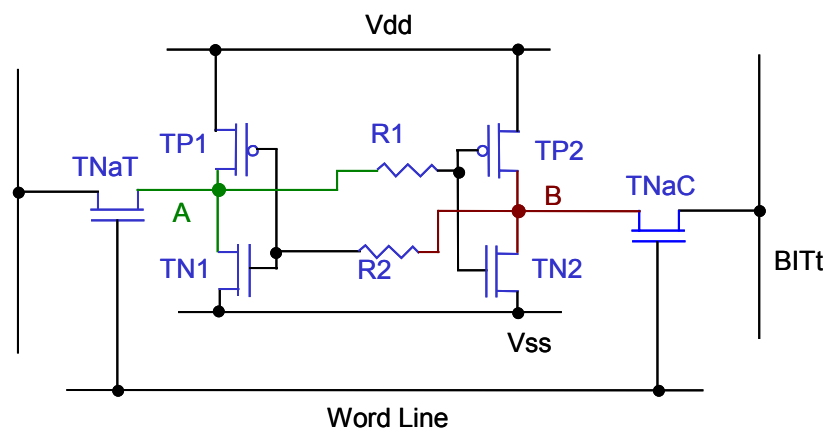 Vdd
TP1
R1
TP2
TNaT
TNaC
A
B
TN1
R2
TN2
BITt
Vss
Word Line